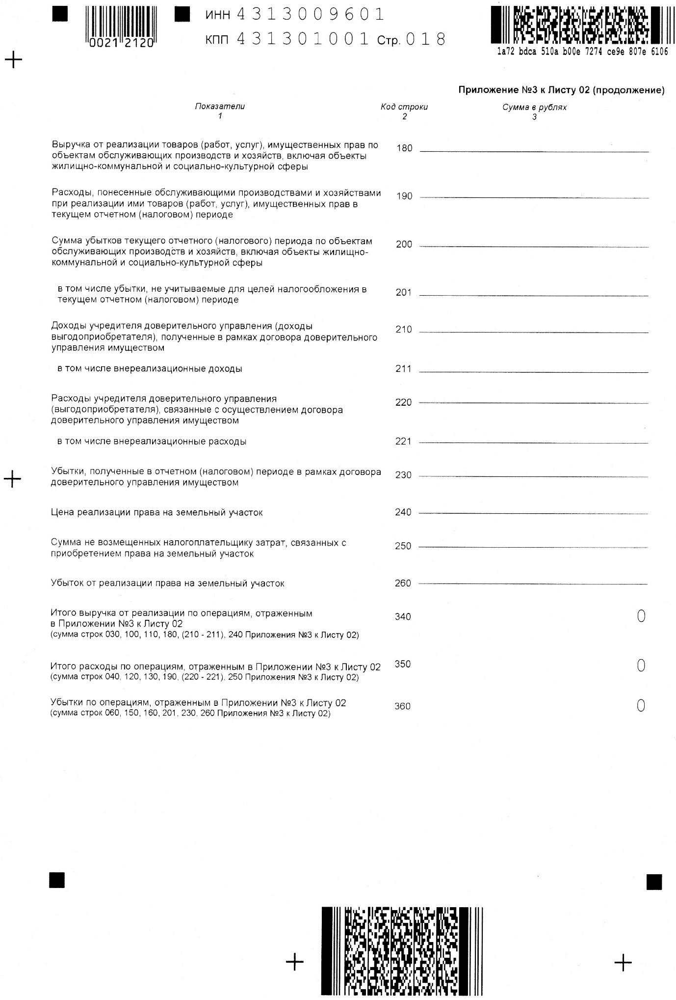 ИНН 4313009601
0021 2120
КПП 431301001 Стр. 018
1a72 bdca 510a b00e 7274 ce9e 807e 6106
Приложение №3 к Листу 02 (продолжение)
Показатели Код строки Сумма в рублях
1 2 3
Выручка от реализации товаров (работ, услуг), имущественных прав по 180
объектам обслуживающих производств и хозяйств, включая объекты
жилищно-коммунальной и социально-культурной сферы
Расходы, понесенные обслуживающими производствами и хозяйствами 190
при реализации ими товаров (работ, услуг), имущественных прав в
текущем отчетном (налоговом) периоде
Сумма убытков текущего отчетного (налогового) периода по объектам 200
обслуживающих производств и хозяйств, включая объекты жилищно-
коммунальной и социально-культурной сферы
в том числе убытки, не учитываемые для целей налогообложения в 201
текущем отчетном (налоговом) периоде
Доходы учредителя доверительного управления (доходы 210
выгодоприобретателя), полученные в рамках договора доверительного
управления имуществом
в том числе внереализационные доходы 211
Расходы учредителя доверительного управления 220
(выгодоприобретателя), связанные с осуществлением договора
доверительного управления имуществом
в том числе внереализационные расходы 221
Убытки, полученные в отчетном (налоговом) периоде в рамках договора 230
доверительного управления имуществом
Цена реализации права на земельный участок 240
Сумма не возмещенных налогоплательщику затрат, связанных с 250
приобретением права на земельный участок
Убыток от реализации права на земельный участок 260
Итого выручка от реализации по операциям, отраженным 340 0
в Приложении №3 к Листу 02
(сумма строк 030, 100, 110, 180, (210 - 211), 240 Приложения №3 к Листу 02)
Итого расходы по операциям, отраженным в Приложении №3 к Листу 02 350 0
(сумма строк 040, 120, 130, 190, (220 - 221), 250 Приложения №3 к Листу 02)
Убытки по операциям, отраженным в Приложении №3 к Листу 02 360 0
(сумма строк 060, 150, 160, 201, 230, 260 Приложения №3 к Листу 02)